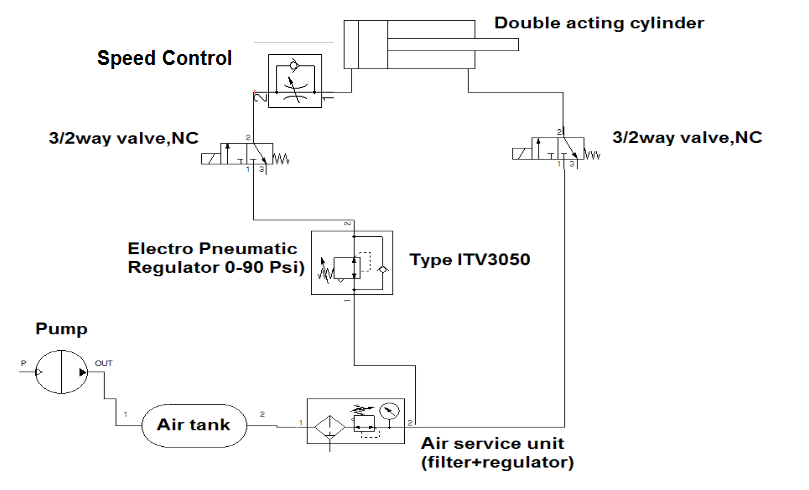 Double acting cylinder
Speed Control
2
1
3/2way valve,NC
2
1
3
3/2way valve,NC
2
1
3
2
Electro Pneumatic
Regulator 0-90 Psi)
Type ITV3050
1
Pump
P
OUT
1
Air tank
2
1
2
Air service unit
(filter+regulator)